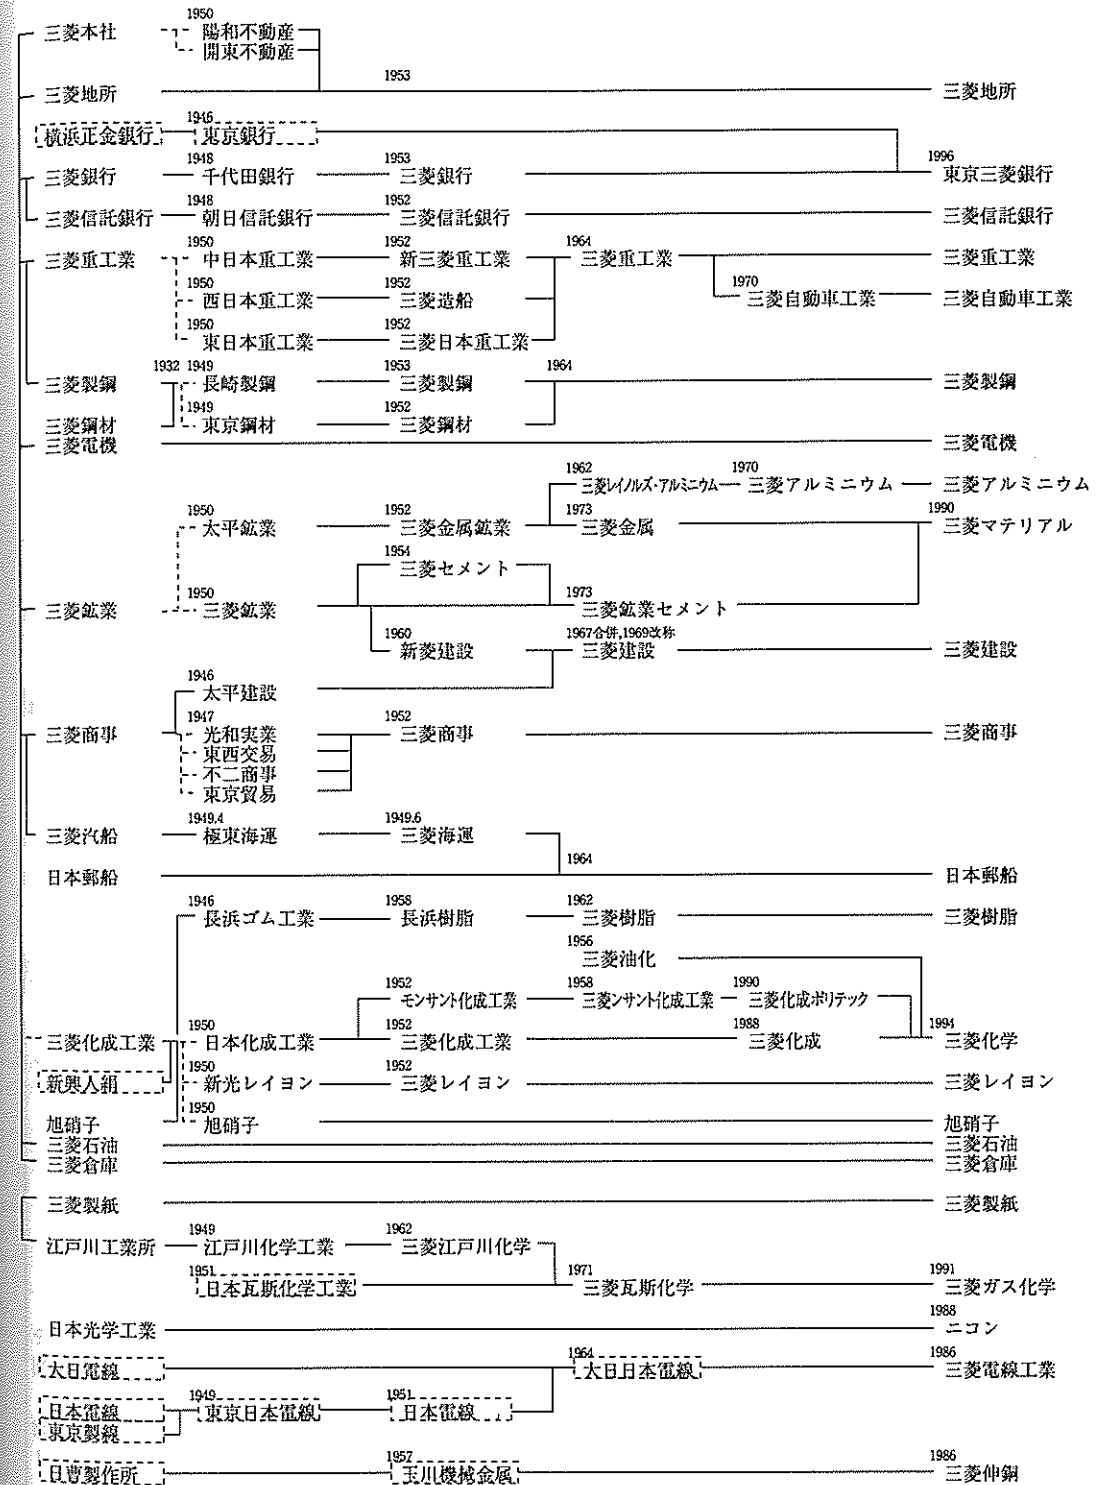 1950
三菱本社 陽和不動産
開東不動産
1953
三菱地所 三菱地所
1946
横浜正金銀行 東京銀行
1948 1953 1996
三菱銀行 千代田銀行 三菱銀行 東京三菱銀行
1948 1952
三菱信託銀行 朝日信託銀行 三菱信託銀行 三菱信託銀行
1950 1952 1964
三菱重工業 中日本重工業 新三菱重工業 三菱重工業 三菱重工業
1950 1952 1970
西日本重工業 三菱造船 三菱自動車工業 三菱自動車工業
1950 1952
東日本重工業 三菱日本重工業
1932 1949 1953 1964
三菱製鋼 長崎製鋼 三菱製鋼 三菱製鋼
1949 1952
三菱鋼材 東京鋼材 三菱鋼材
三菱電機 三菱電機
1962 1970
三菱レイノルズ・アルミニウム 三菱アルミニウム 三菱アルミニウム
1950 1952 1973 1990
太平鉱業 三菱金属鉱業 三菱金属 三菱マテリアル
1954
三菱セメント
1950 1973
三菱鉱業 三菱鉱業 三菱鉱業セメント
1960 1967合併,1969改称
新菱建設 三菱建設 三菱建設
1946
太平建設
1947 1952
三菱商事 光和実業 三菱商事 三菱商事
東西交易
不二商事
東京貿易
1949.4 1949.6
三菱汽船 極東海運 三菱海運
1964
日本郵船 日本郵船
1946 1958 1962
長浜ゴム工業 長浜樹脂 三菱樹脂 三菱樹脂
1956
三菱油化
1952 1958 1990
モンサント化成工業 三菱ンサント化成工業 三菱化成ポリテック
1950 1952 1988 1994
三菱化成工業 日本化成工業 三菱化成工業 三菱化成 三菱化学
1950 1952
新興人絹 新光レイヨン 三菱レイヨン 三菱レイヨン
1950
旭硝子 旭硝子 旭硝子
三菱石油 三菱石油
三菱倉庫 三菱倉庫
三菱製紙 三菱製紙
1949 1962
江戸川工業所 江戸川化学工業 三菱江戸川化学
1951 1971 1991
日本瓦斯化学工業 三菱瓦斯化学 三菱ガス化学
1988
日本光学工業 ニコン
1964 1986
大日電線 大日日本電線 三菱電線工業
1949 1951
日本電線 東京日本電線 日本電線
東京製線
1957 1986
日曹製作所 玉川機械金属 三菱伸銅